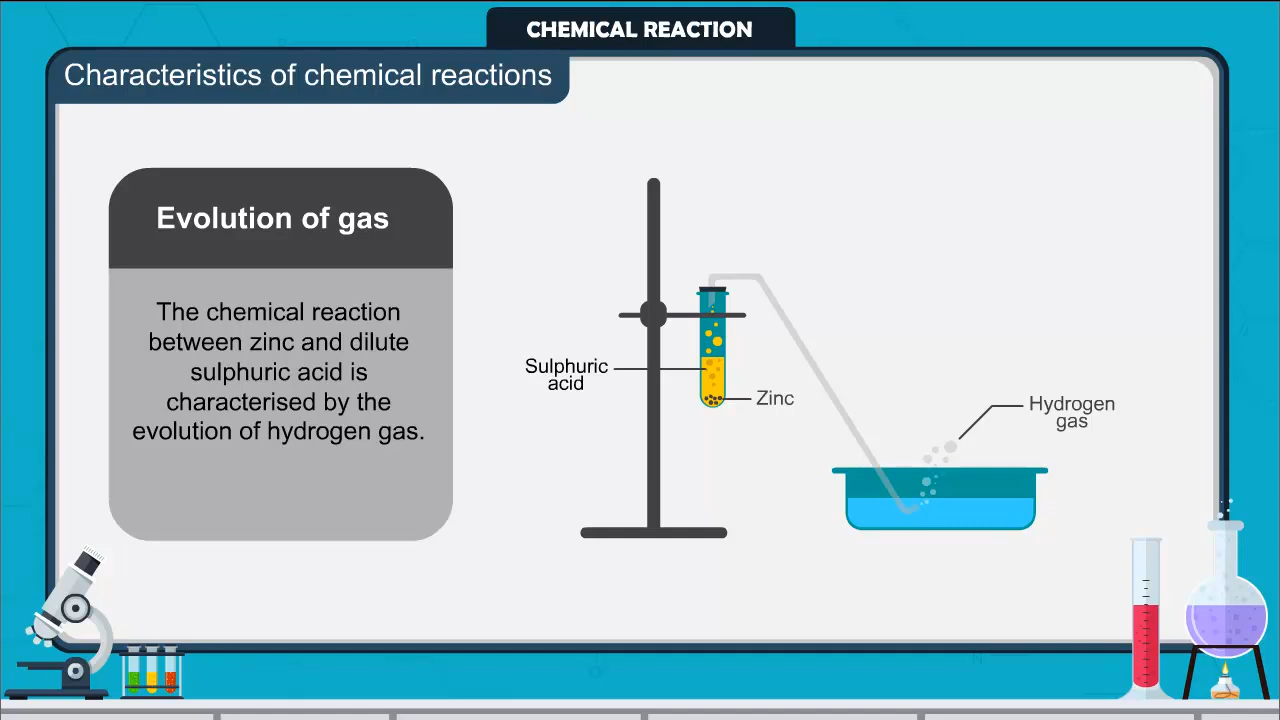 CHEMICAL REACTION
Characteristics of chemical reactions
Evolution of gas
The chemical reaction
between zinc and dilute
sulphuric acid is
characterised by the
evolution of hydrogen gas.
Sulphuric
acid
Zinc
Hydrogen
gas